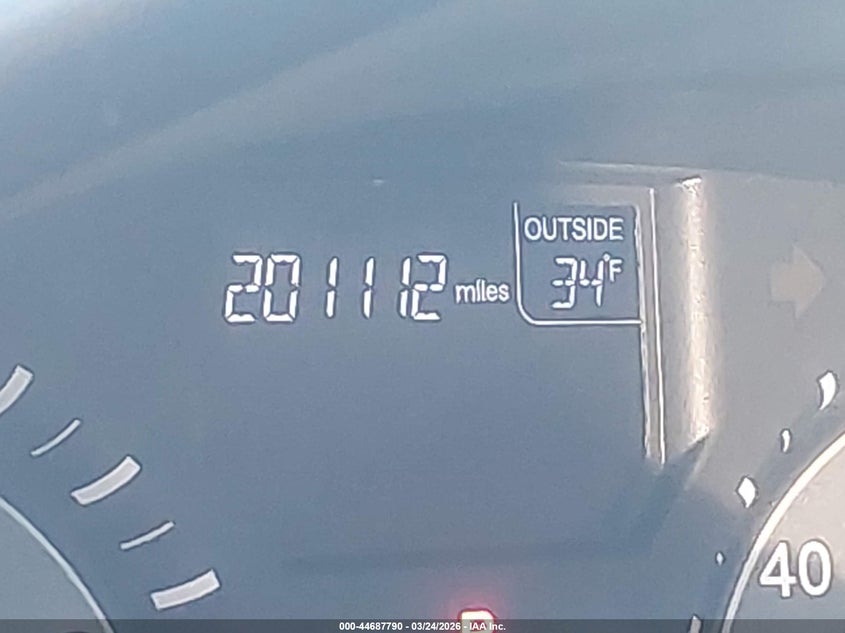 OUTSIDE
201112 miles 34°F
40
000-44687790 - 03/24/2026 - IAA Inc.